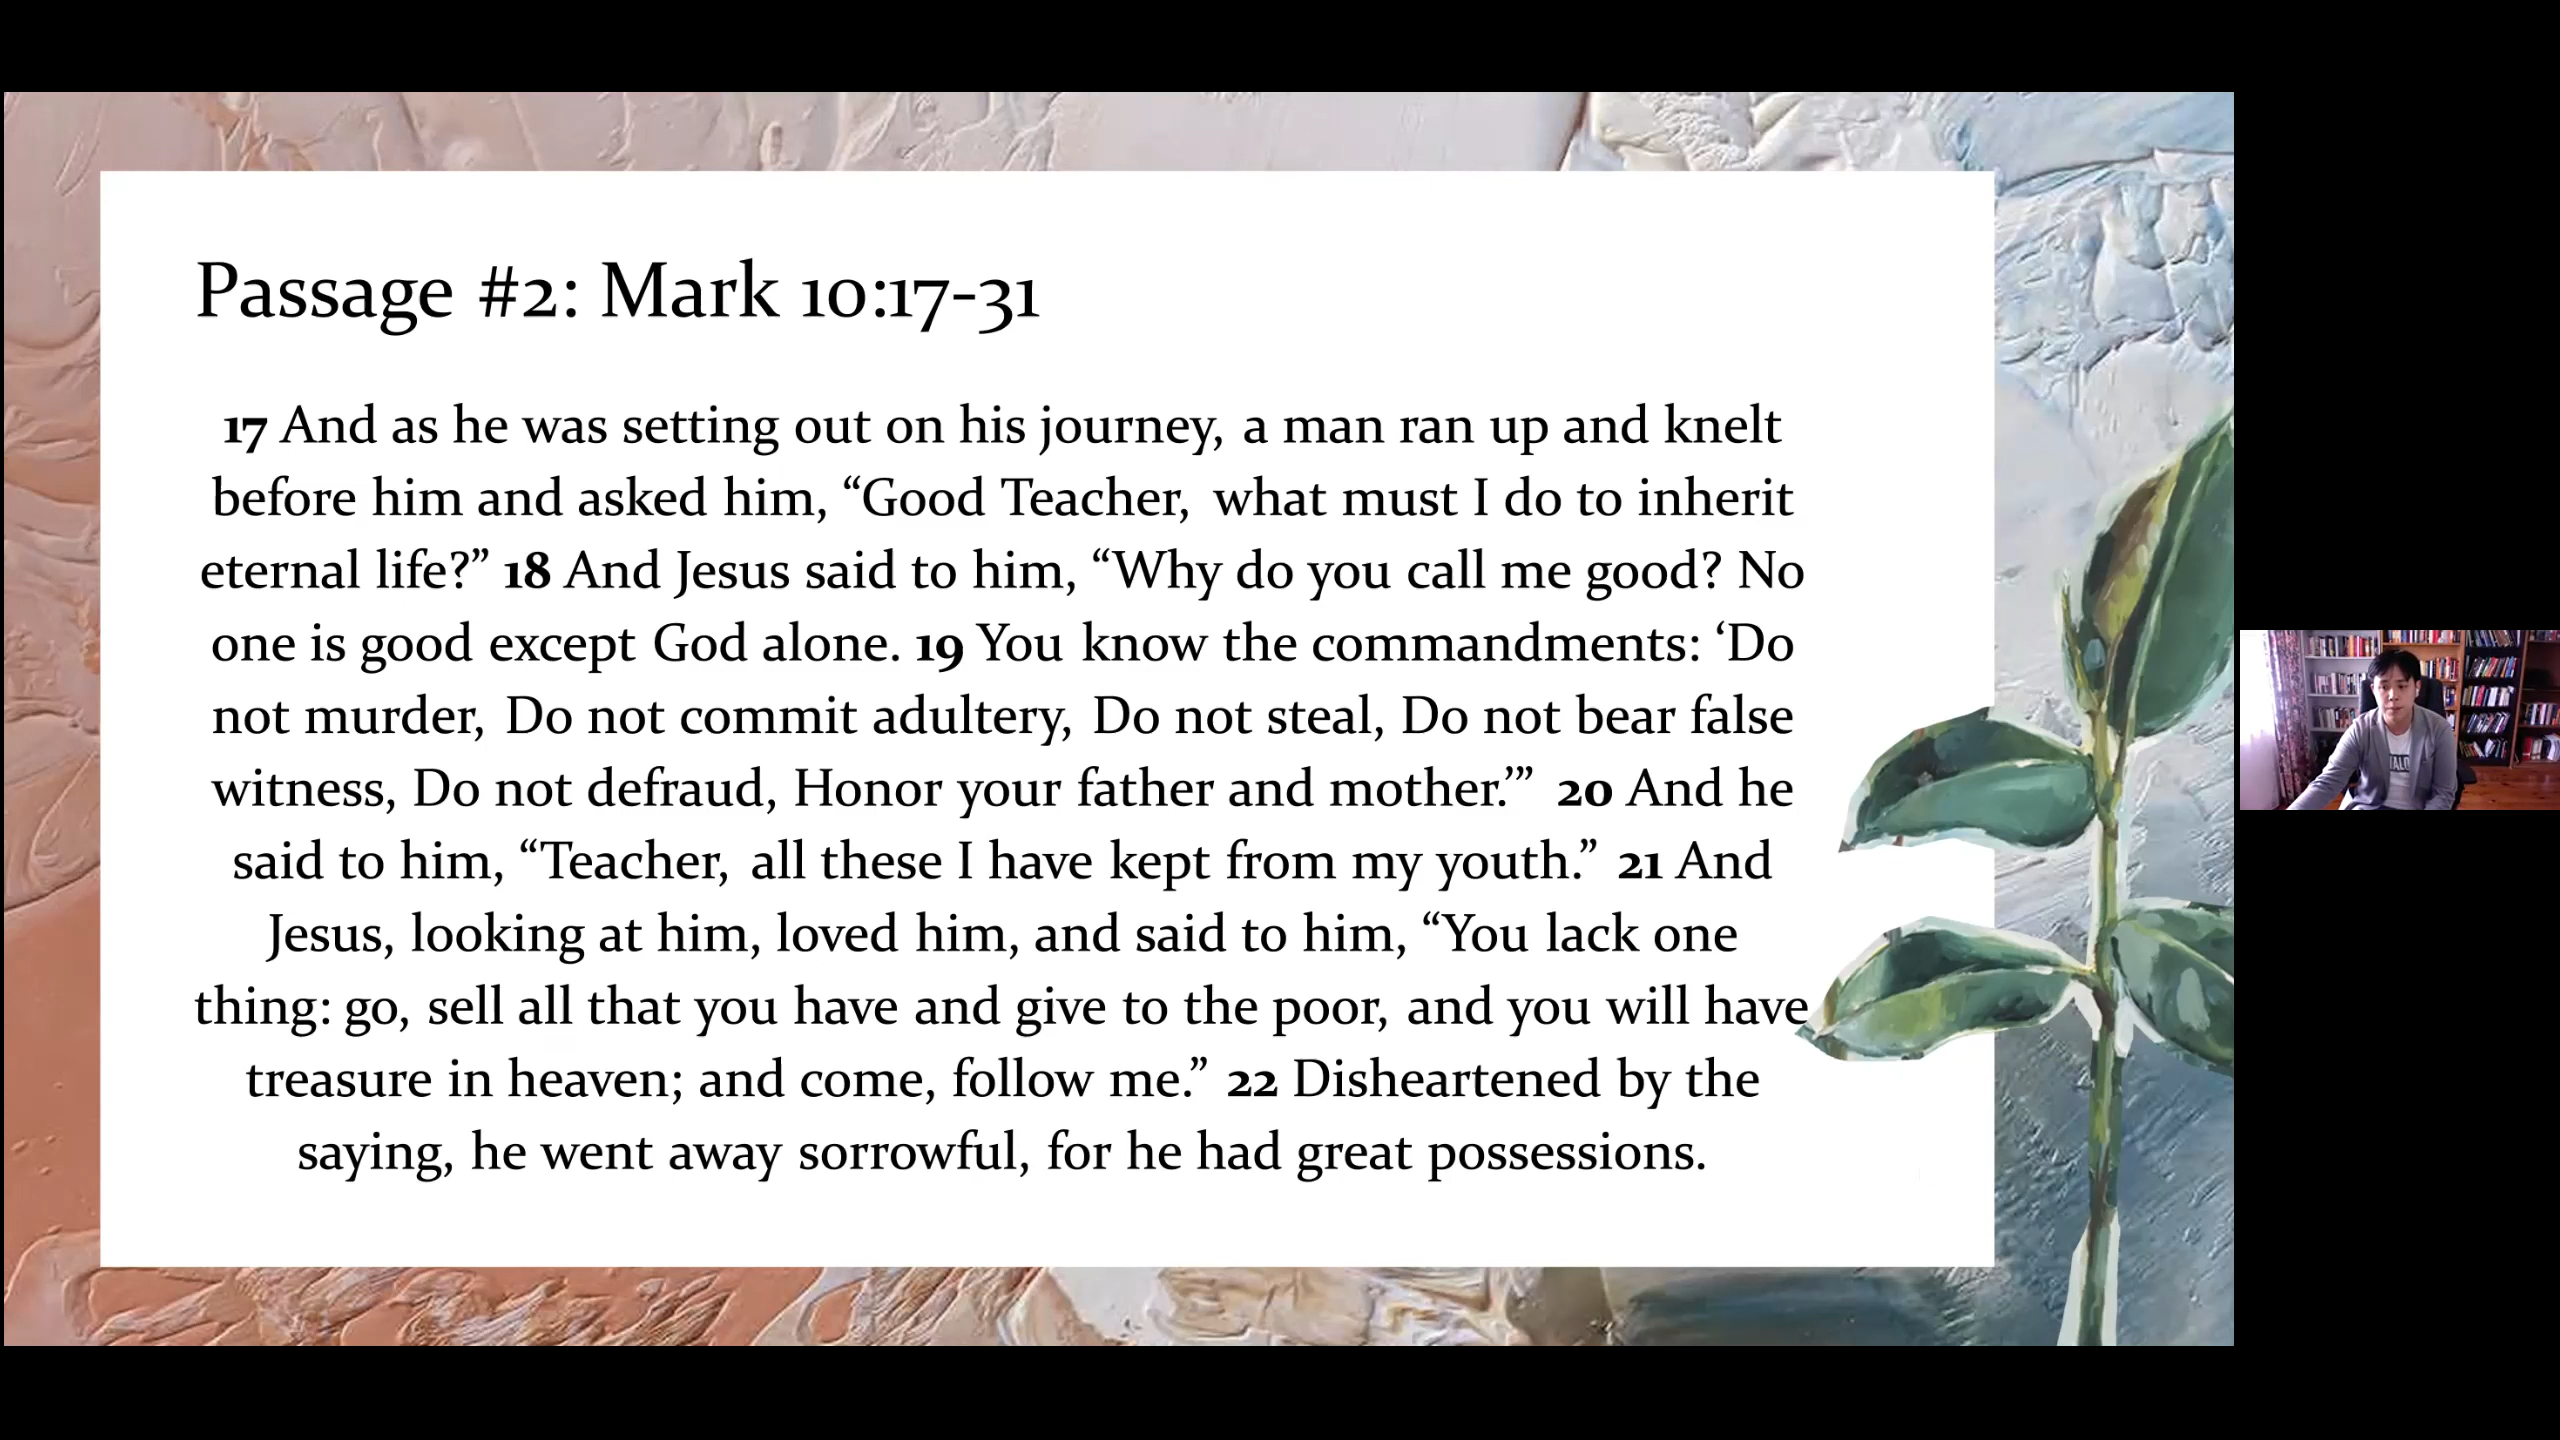 Passage #2: Mark 10:17-31
17 And as he was setting out on his journey, a man ran up and knelt
before him and asked him, “Good Teacher, what must I do to inherit
eternal life?” 18 And Jesus said to him, “Why do you call me good? No
one is good except God alone. 19 You know the commandments: ‘Do
not murder, Do not commit adultery, Do not steal, Do not bear false
witness, Do not defraud, Honor your father and mother.’” 20 And he
said to him, “Teacher, all these I have kept from my youth.” 21 And
Jesus, looking at him, loved him, and said to him, “You lack one
thing: go, sell all that you have and give to the poor, and you will have
treasure in heaven; and come, follow me.” 22 Disheartened by the
saying, he went away sorrowful, for he had great possessions.